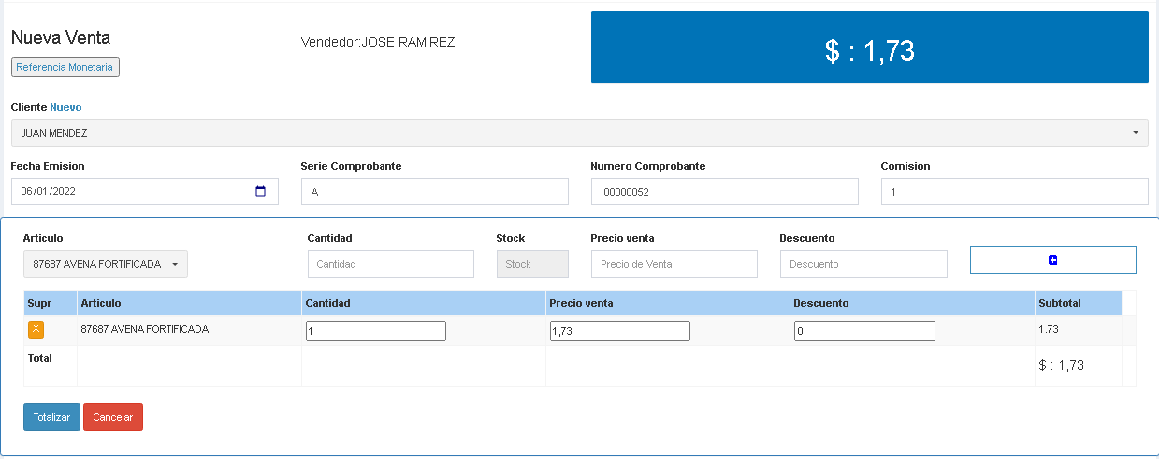 Nueva Venta
Vendedor:JOSE RAMIREZ
$ : 1,73
Referencia Monetaria
Cliente Nuevo
JUAN MENDEZ
Fecha Emision Serie Comprobante Numero Comprobante Comision
06/01/2022 A 00000052 1
Articulo Cantidad Stock Precio venta Descuento
87687 AVENA FORTIFICADA Cantidad Stock Precio de Venta Descuento
Supr Articulo Cantidad Precio venta Descuento Subtotal
X 87687 AVENA FORTIFICADA 1 1,73 0 1.73
Total $ : 1,73
Totalizar Cancelar